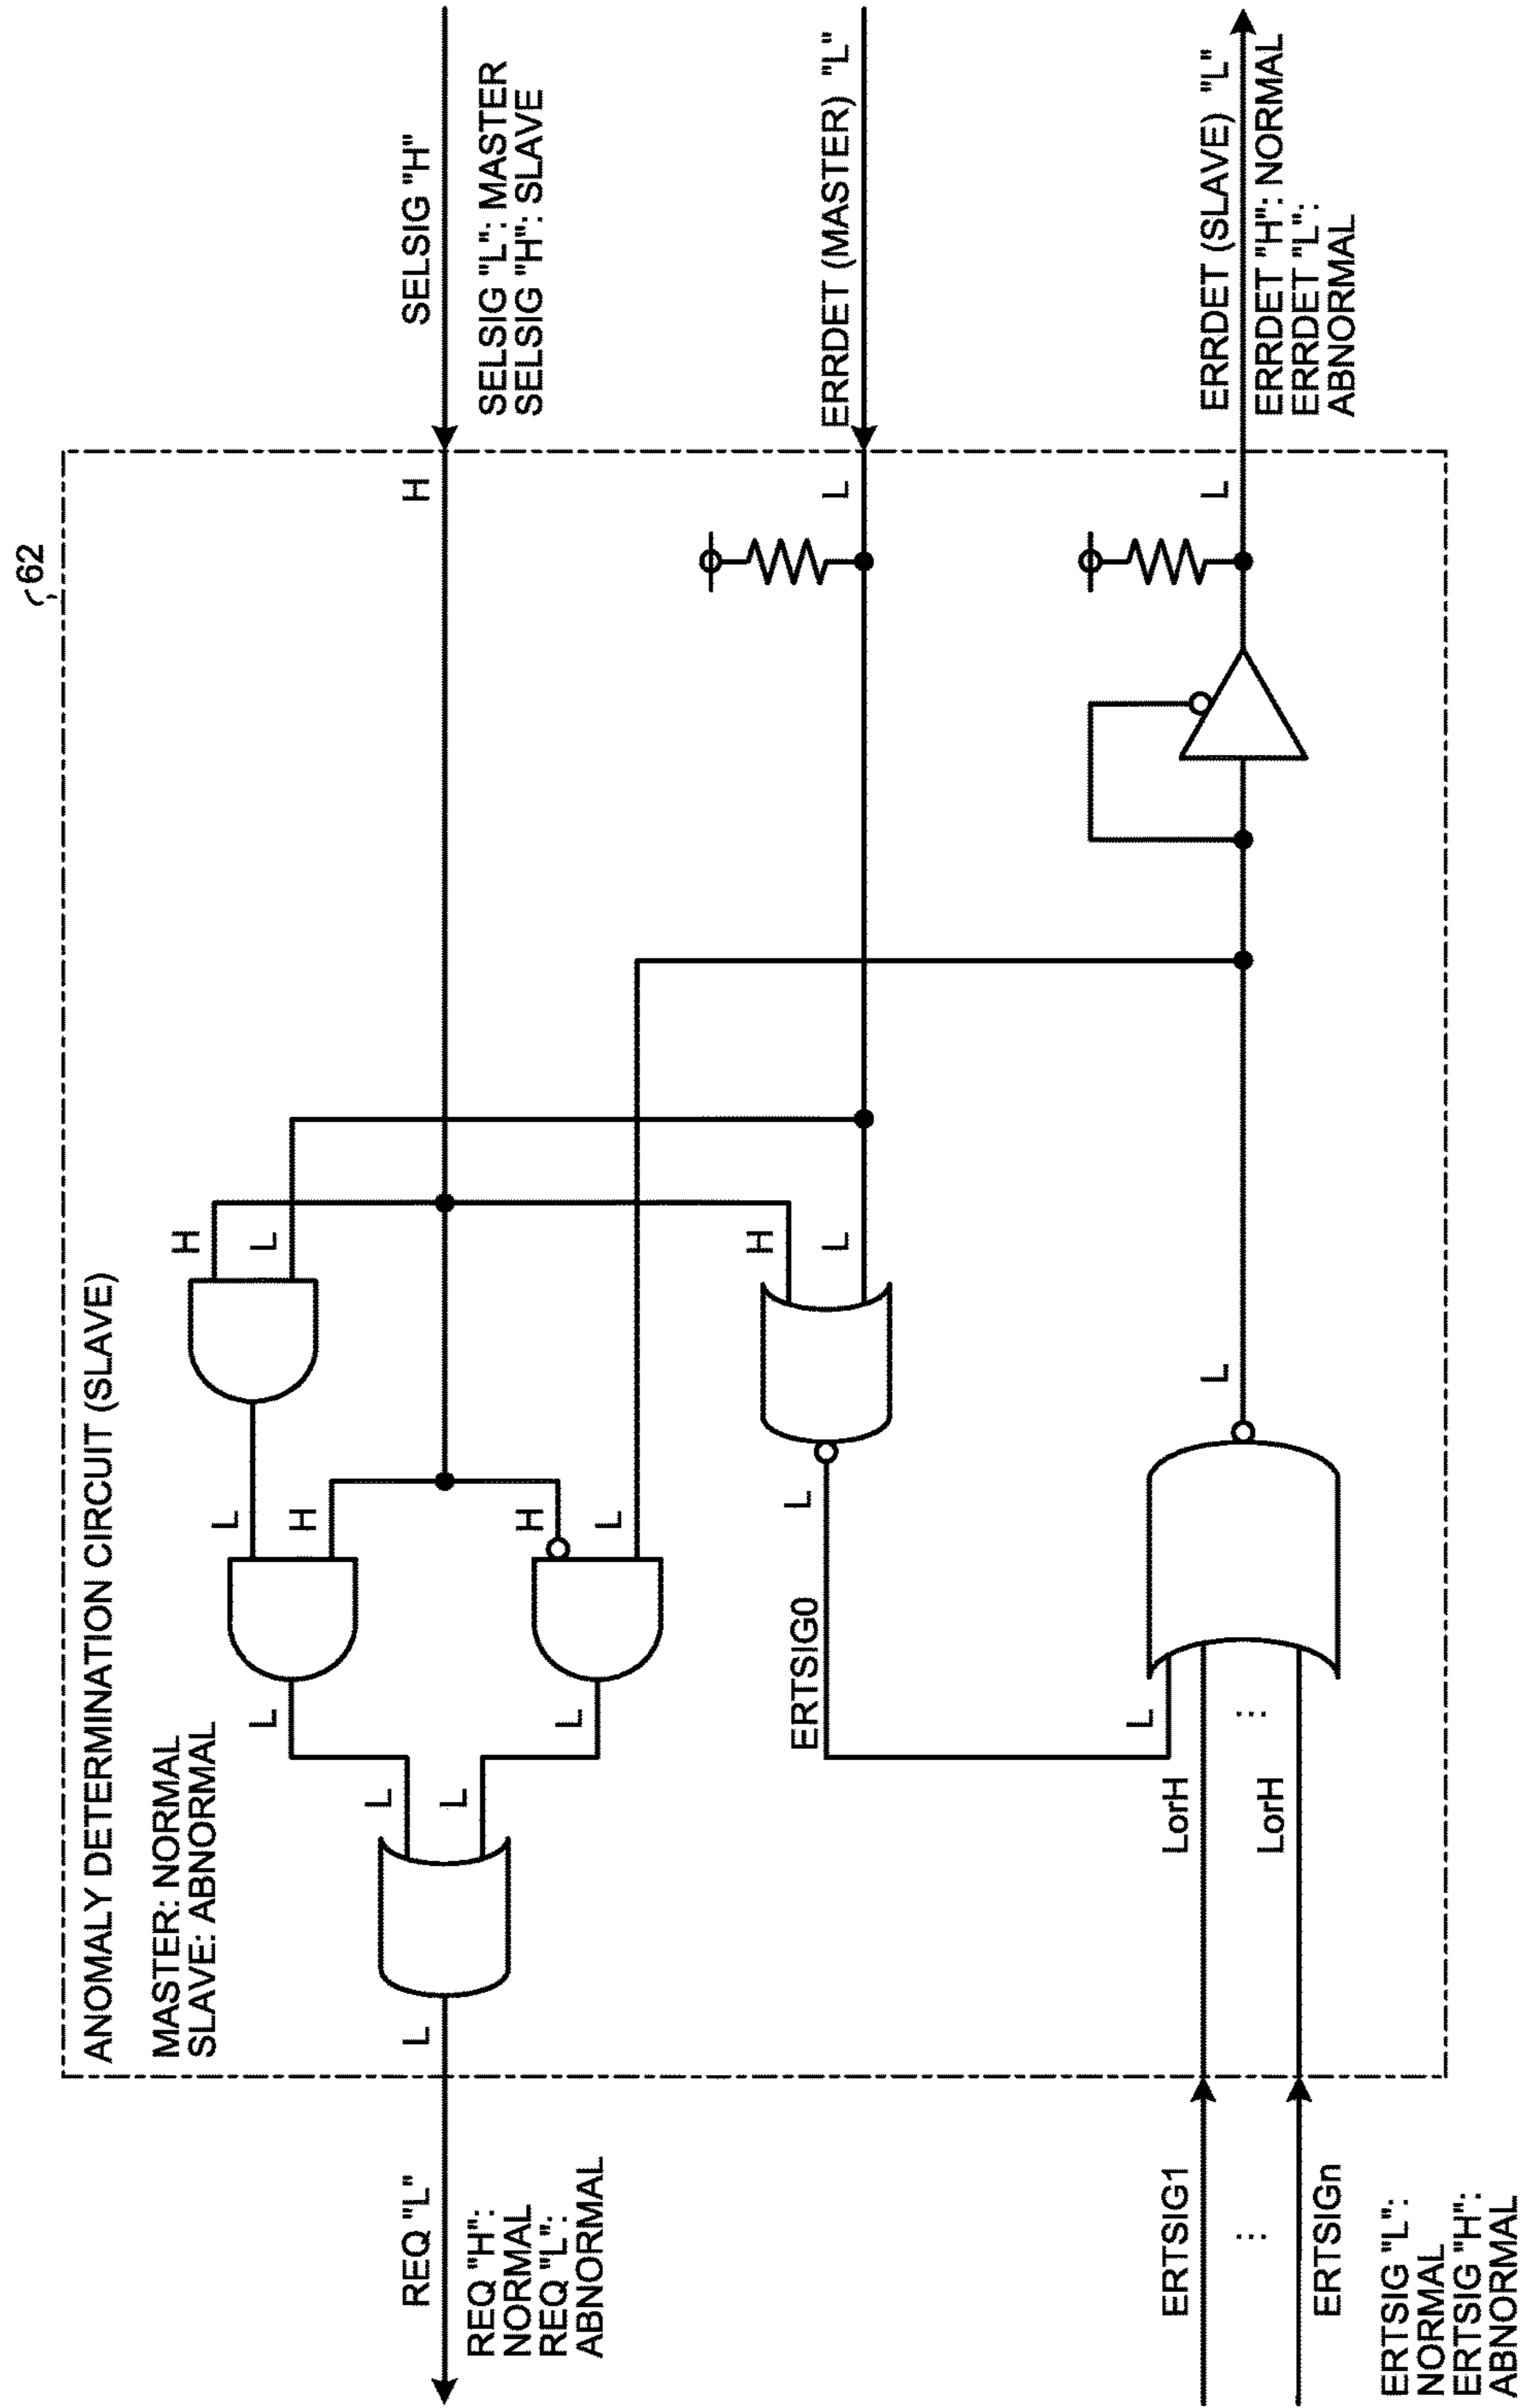 62
ANOMALY DETERMINATION CIRCUIT (SLAVE)
MASTER: NORMAL
SLAVE: ABNORMAL
REQ "L"
REQ "H":
NORMAL
REQ "L":
ABNORMAL
L
L
L
L
L
L
H
H
L
H
L
H
SELSIG "H"
SELSIG "L": MASTER
SELSIG "H": SLAVE
ERTSIG0
L
H
L
L
ERRDET (MASTER) "L"
ERTSIG1
...
ERTSIGn
ERTSIG "L":
NORMAL
ERTSIG "H":
ABNORMAL
L
LorH
...
LorH
L
L
ERRDET (SLAVE) "L"
ERRDET "H": NORMAL
ERRDET "L":
ABNORMAL